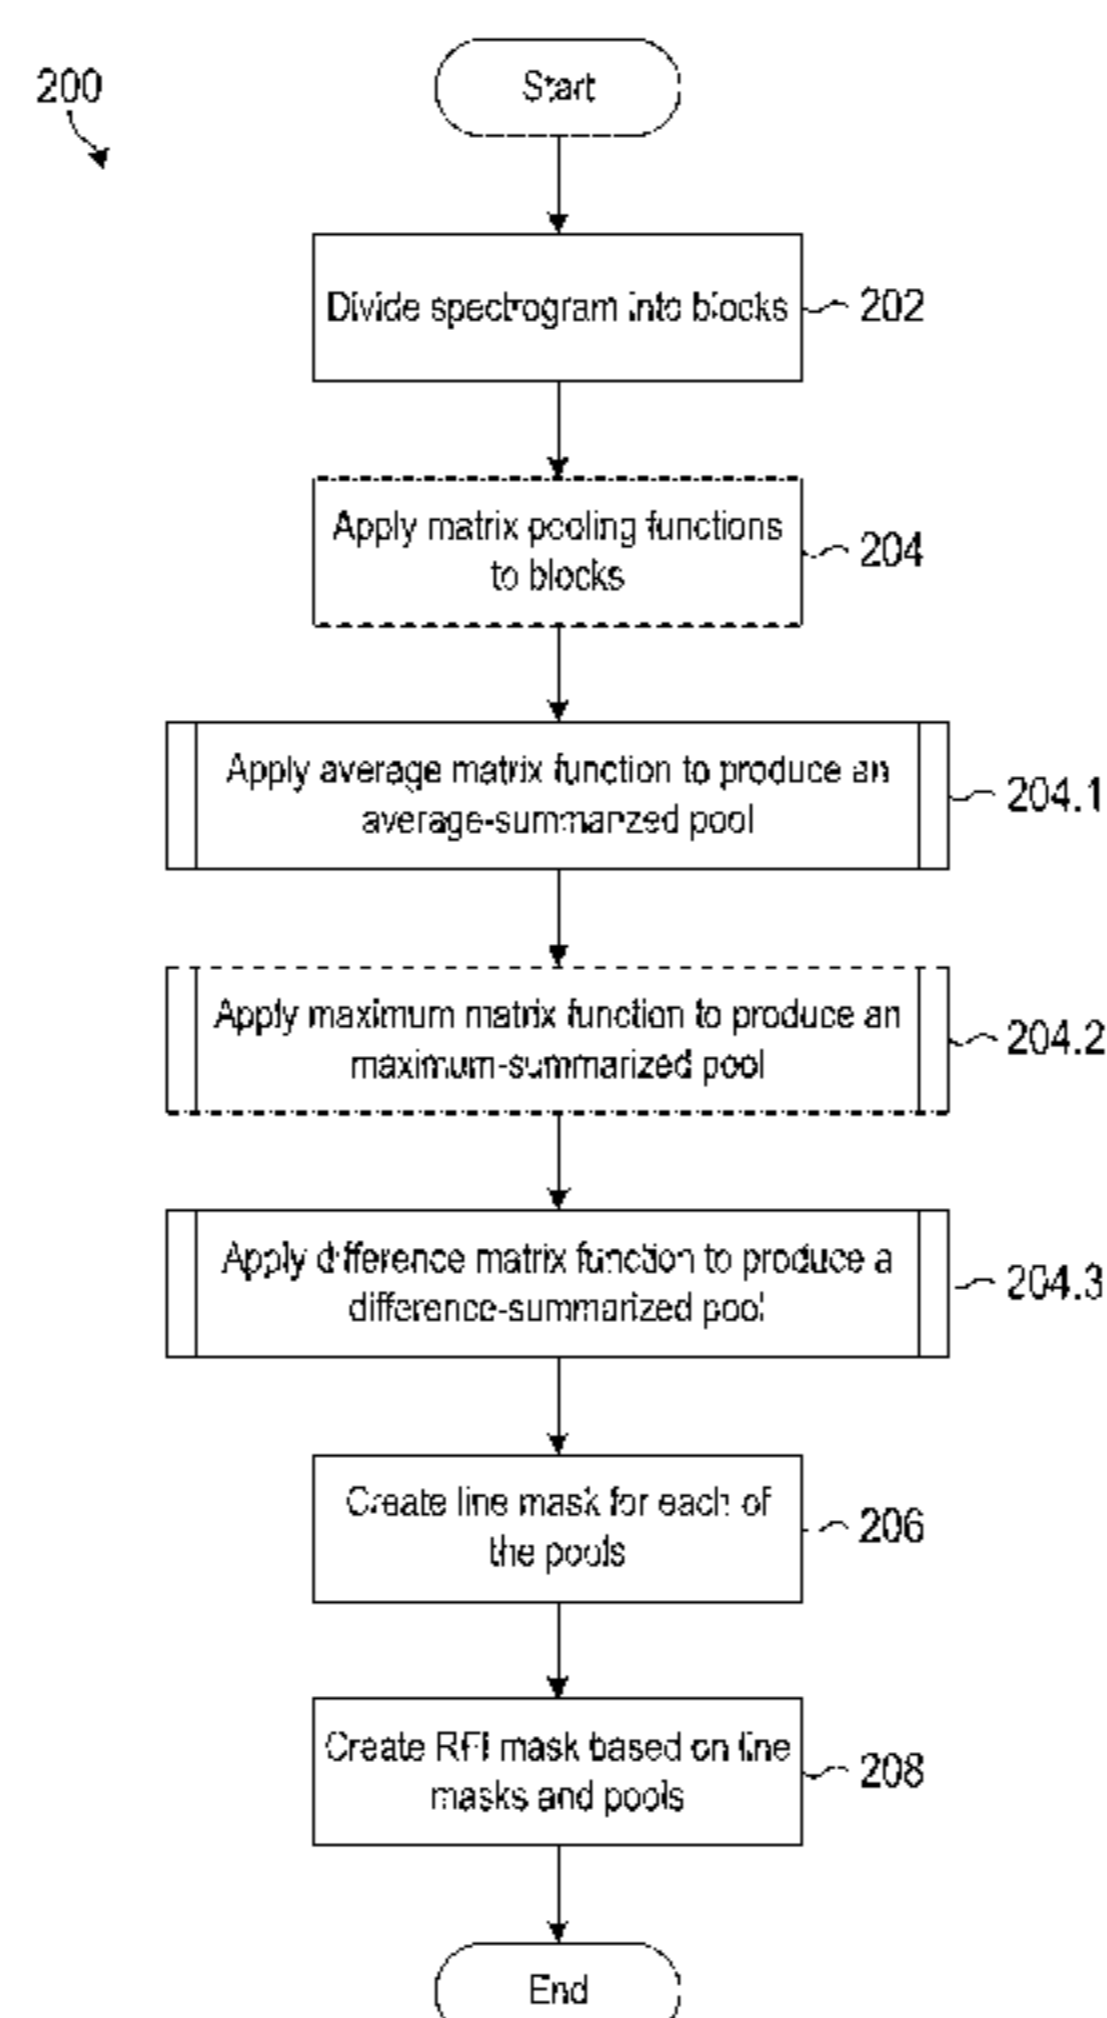 200
Start
Divide spectrogram into blocks
202
Apply matrix pooling functions
to blocks
204
Apply average matrix function to produce an
average-summarized pool
204.1
Apply maximum matrix function to produce an
maximum-summarized pool
204.2
Apply difference matrix function to produce a
difference-summarized pool
204.3
Create line mask for each of
the pools
206
Create RFI mask based on line
masks and pools
208
End